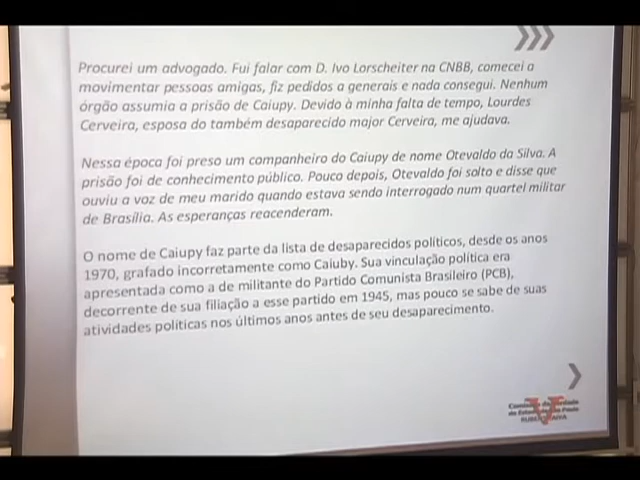 Procurei um advogado. Fui falar com D. Ivo Lorscheiter na CNBB, comecei a
movimentar pessoas amigas, fiz pedidos a generais e nada consegui. Nenhum
órgão assumia a prisão de Caiupy. Devido à minha falta de tempo, Lourdes
Cerveira, esposa do também desaparecido major Cerveira, me ajudava.
Nessa época foi preso um companheiro do Caiupy de nome Otevaldo da Silva. A
prisão foi de conhecimento público. Pouco depois, Otevaldo foi solto e disse que
ouviu a voz de meu marido quando estava sendo interrogado num quartel militar
de Brasília. As esperanças reacenderam.
O nome de Caiupy faz parte da lista de desaparecidos políticos, desde os anos
1970, grafado incorretamente como Caiuby. Sua vinculação política era
apresentada como a de militante do Partido Comunista Brasileiro (PCB),
decorrente de sua filiação a esse partido em 1945, mas pouco se sabe de suas
atividades políticas nos últimos anos antes de seu desaparecimento.